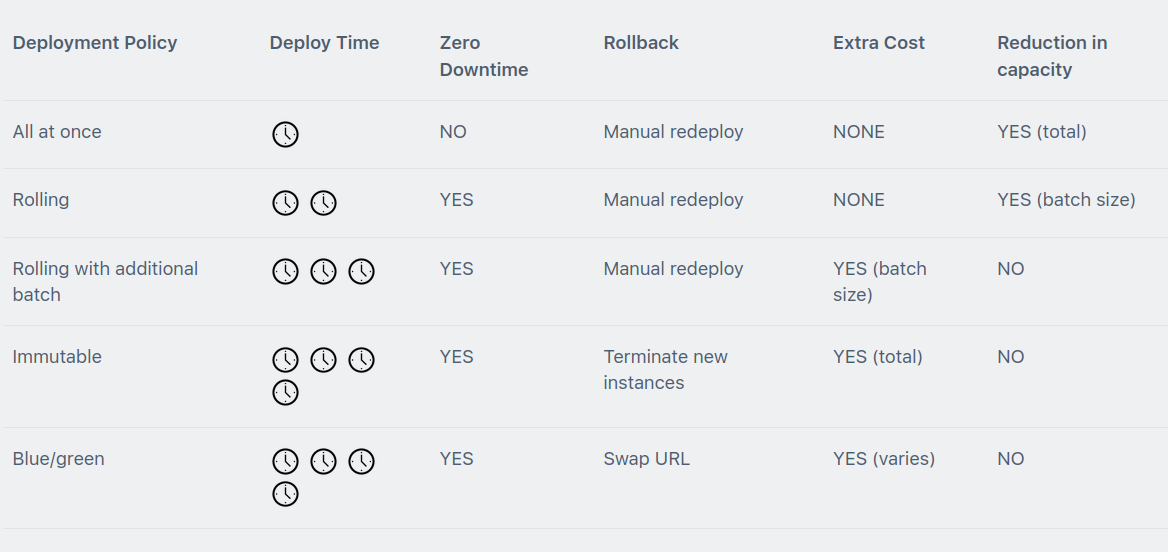 Deployment Policy Deploy Time Zero Rollback Extra Cost Reduction in
Downtime capacity
All at once NO Manual redeploy NONE YES (total)
Rolling YES Manual redeploy NONE YES (batch size)
Rolling with additional YES Manual redeploy YES (batch NO
batch size)
Immutable YES Terminate new YES (total) NO
instances
Blue/green YES Swap URL YES (varies) NO